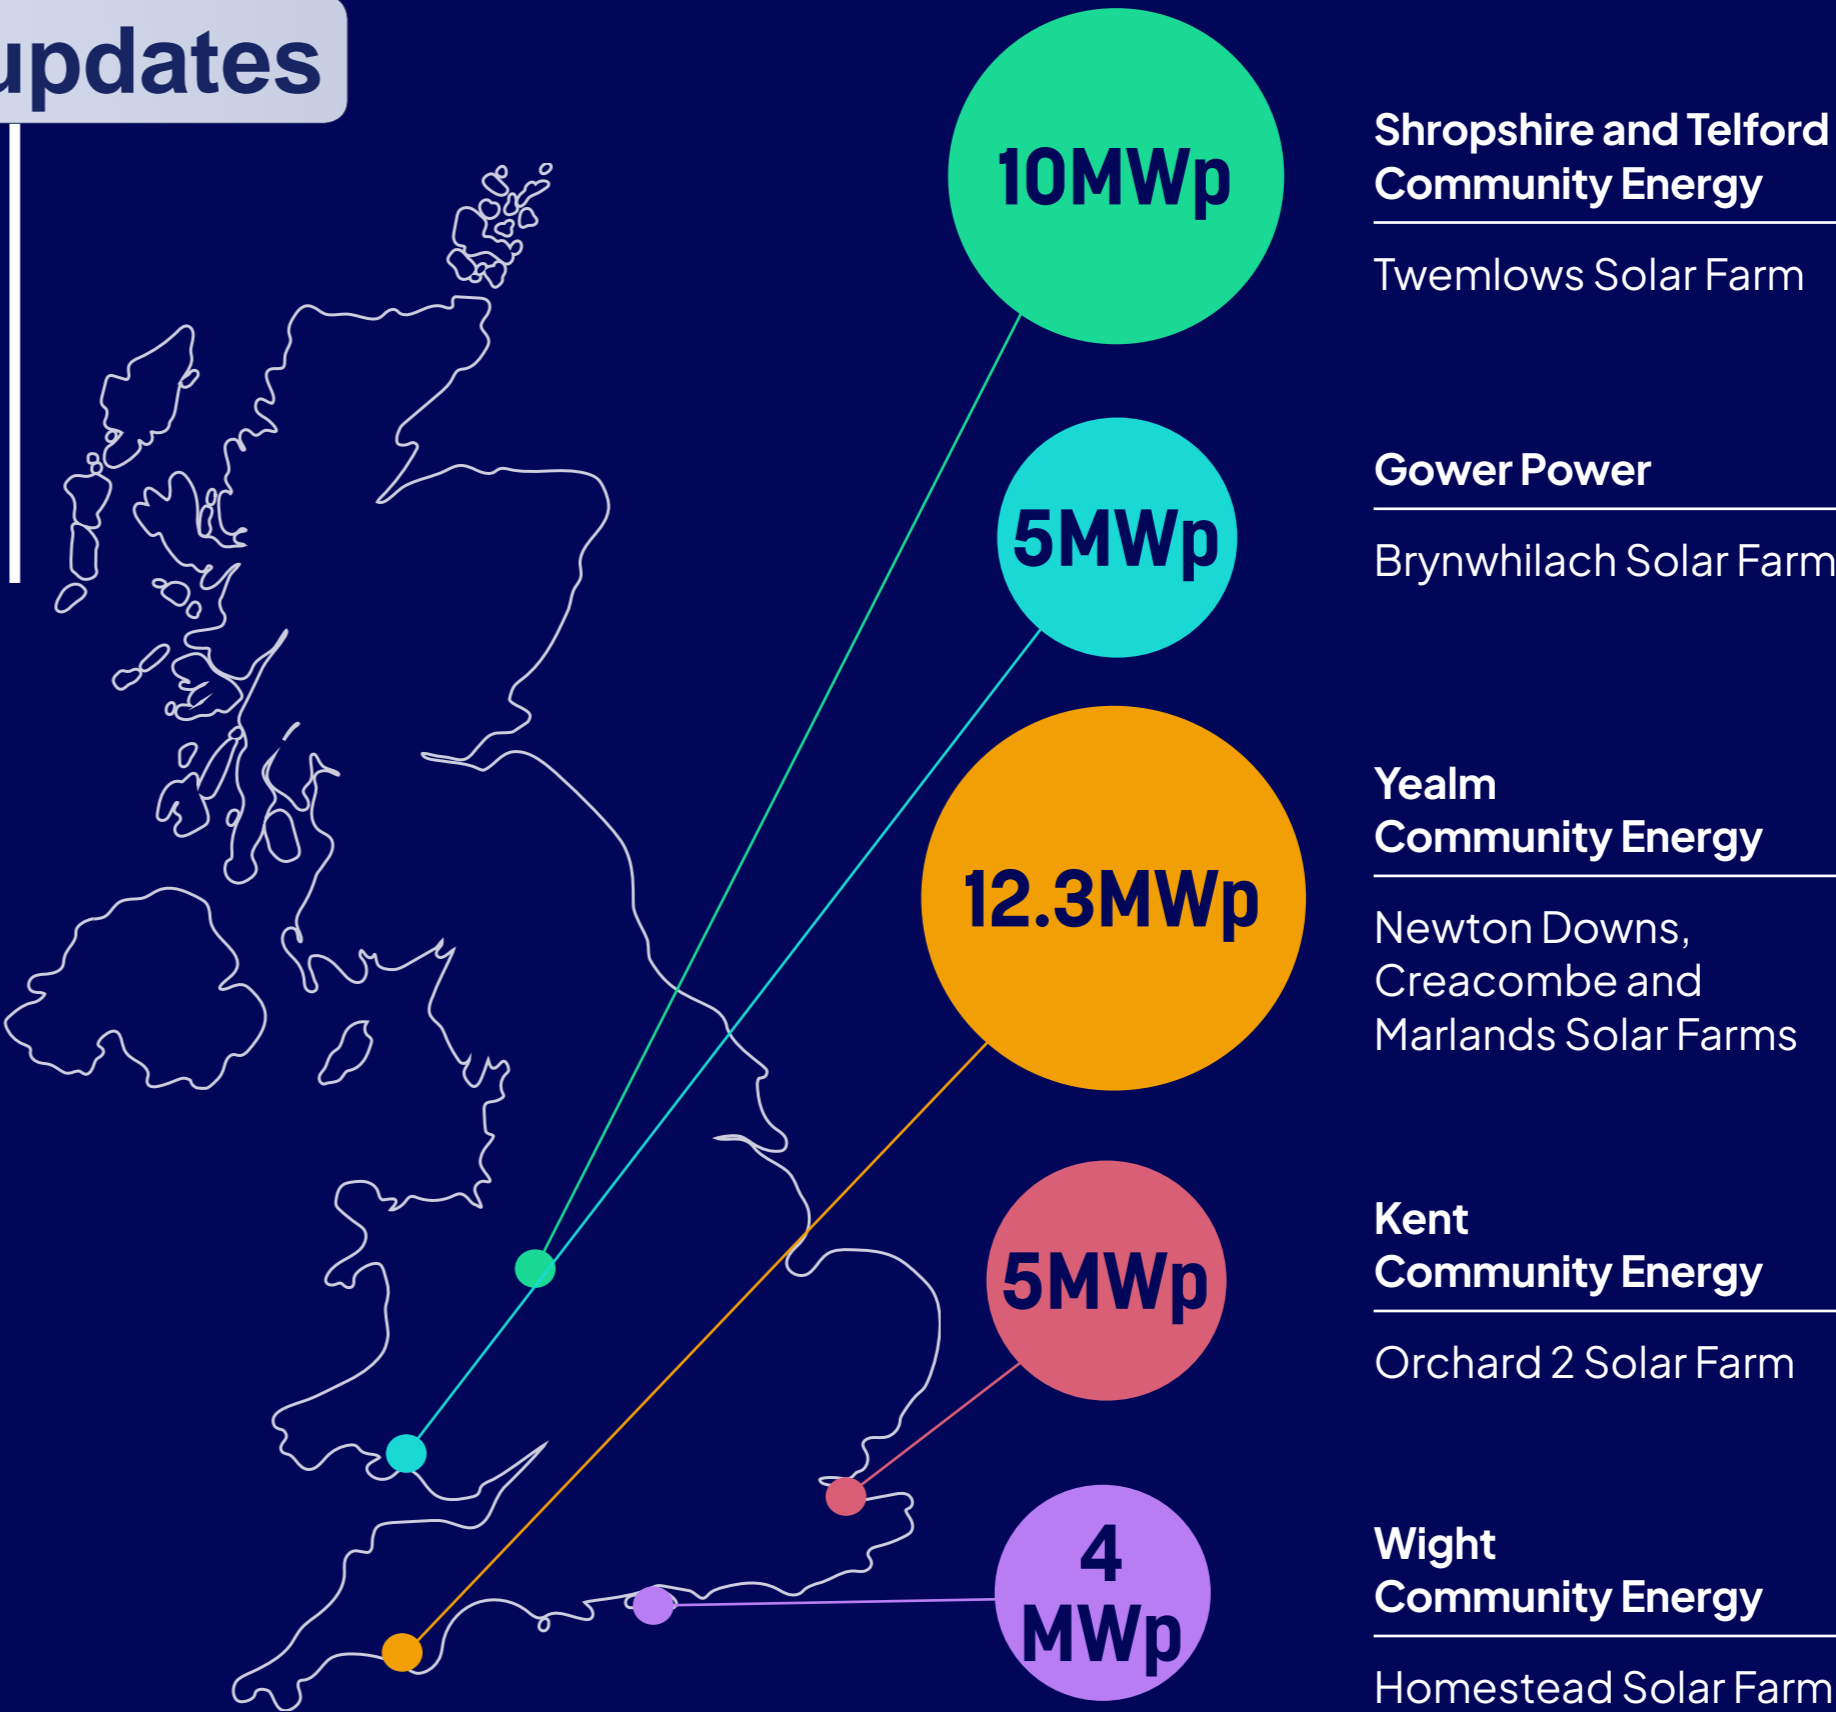 updates
10MWp
Shropshire and Telford
Community Energy
Twemlows Solar Farm
5MWp
Gower Power
Brynwhilach Solar Farm
12.3MWp
Yealm
Community Energy
Newton Downs,
Creacombe and
Marlands Solar Farms
5MWp
Kent
Community Energy
Orchard 2 Solar Farm
4
MWp
Wight
Community Energy
Homestead Solar Farm